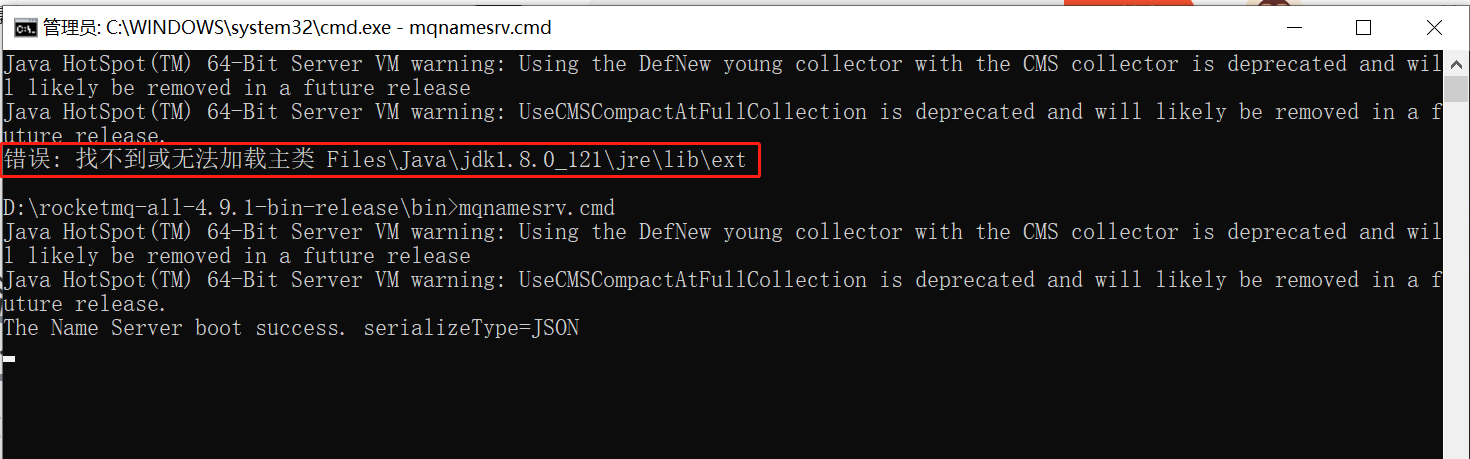 管理员: C:\WINDOWS\system32\cmd.exe - mqnamesrv.cmd
Java HotSpot(TM) 64-Bit Server VM warning: Using the DefNew young collector with the CMS collector is deprecated and wil
l likely be removed in a future release
Java HotSpot(TM) 64-Bit Server VM warning: UseCMSCompactAtFullCollection is deprecated and will likely be removed in a f
uture release.
错误: 找不到或无法加载主类 Files\Java\jdk1.8.0_121\jre\lib\ext
D:\rocketmq-all-4.9.1-bin-release\bin>mqnamesrv.cmd
Java HotSpot(TM) 64-Bit Server VM warning: Using the DefNew young collector with the CMS collector is deprecated and wil
l likely be removed in a future release
Java HotSpot(TM) 64-Bit Server VM warning: UseCMSCompactAtFullCollection is deprecated and will likely be removed in a f
uture release.
The Name Server boot success. serializeType=JSON